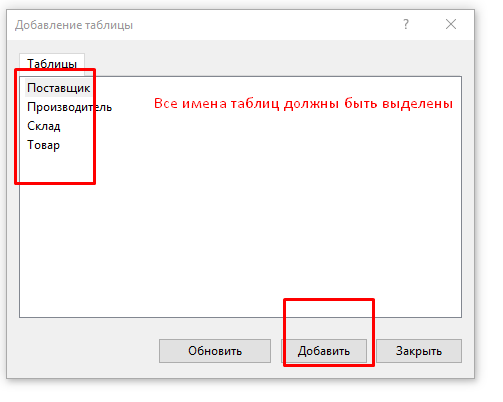 Добавление таблицы
?
Таблицы
Поставщик
Производитель
Все имена таблиц должны быть выделены
Склад
Товар
Обновить
Добавить
Закрыть